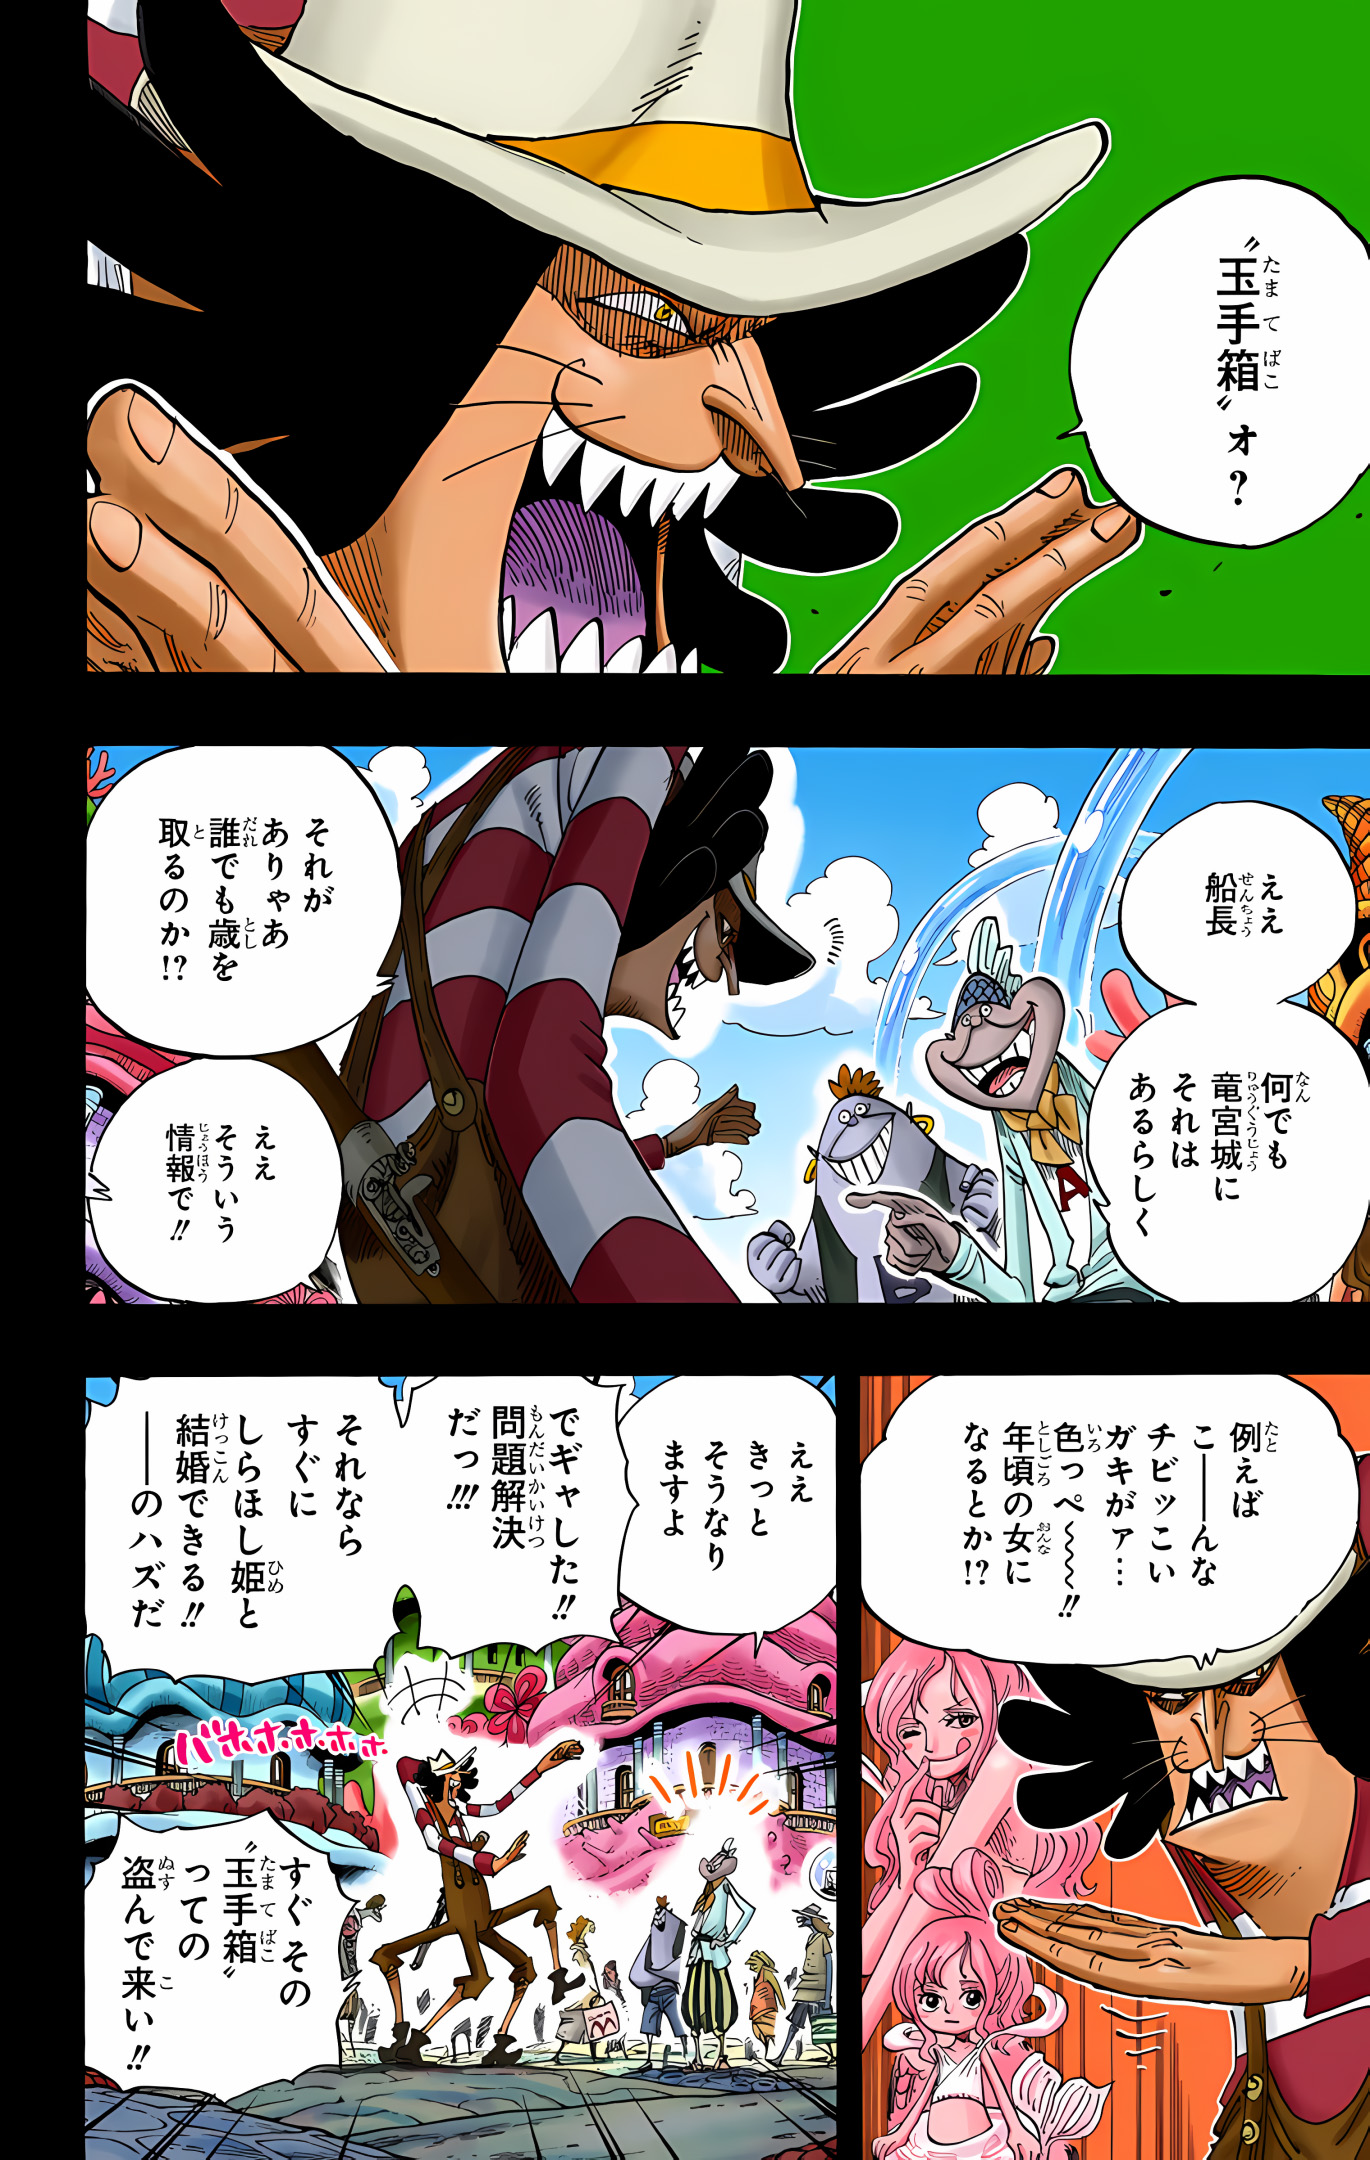 〝玉手箱〟ォ？
ええ
船長
何でも
竜宮城に
それは
あるらしく
それが
ありゃあ
誰でも歳を
取るのか!?
ええ
そういう
情報で!!
例えば
こ――んな
チビッこい
ガキがァ…
色っぺ～～～!!
年頃の女に
なるとか!?
ええ
きっと
そうなり
ますよ
でギャした!!
問題解決
だっ!!!
それなら
すぐに
しらほし姫と
結婚できる!!
――のハズだ
バホホ・ホ・ホ・ホ
すぐその
〝玉手箱〟
っての
盗んで来い!!